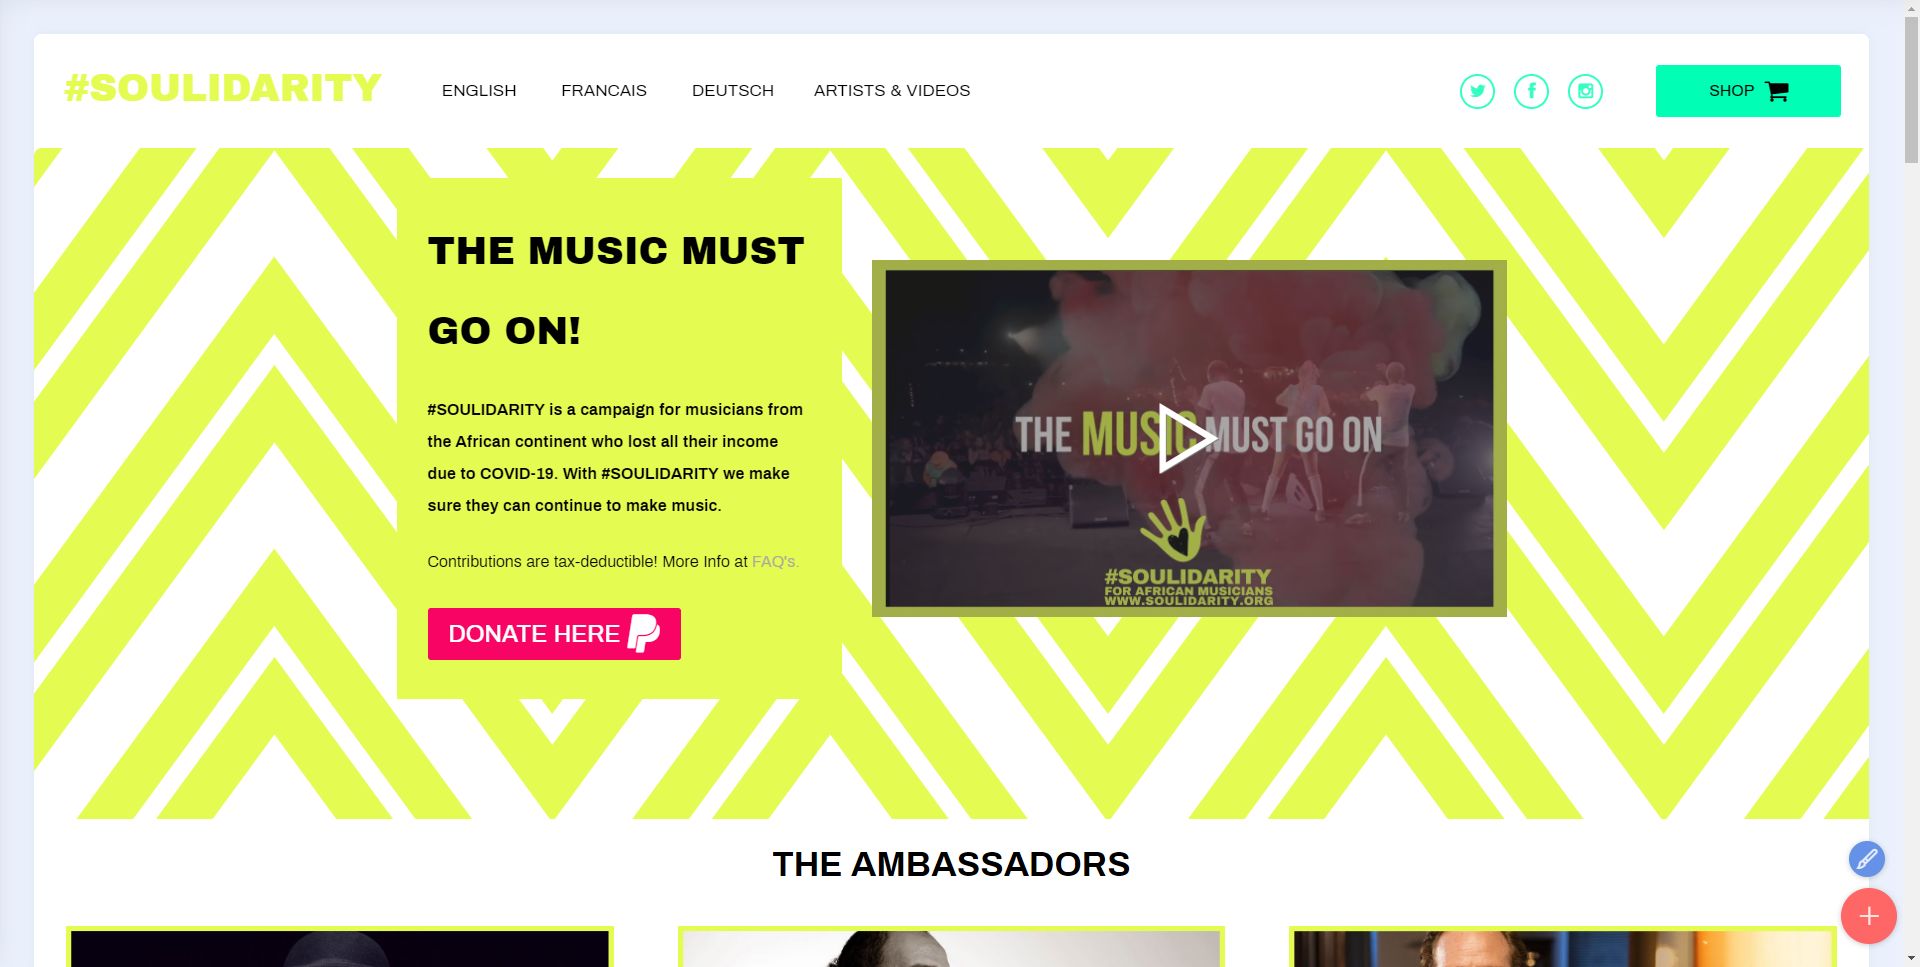 #SOULIDARITY
ENGLISH
FRANCAIS
DEUTSCH
ARTISTS & VIDEOS
SHOP
THE MUSIC MUST
GO ON!
#SOULIDARITY is a campaign for musicians from
the African continent who lost all their income
due to COVID-19. With #SOULIDARITY we make
sure they can continue to make music.
Contributions are tax-deductible! More Info at FAQ's.
DONATE HERE
THE MUSIC MUST GO ON
#SOULIDARITY
FOR AFRICAN MUSICIANS
WWW.SOULIDARITY.ORG
THE AMBASSADORS